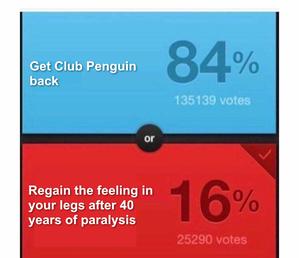 84%
Get Club Penguin
back
135139 votes
or
Regain the feeling in
your legs after 40
years of paralysis
16%
25290 votes